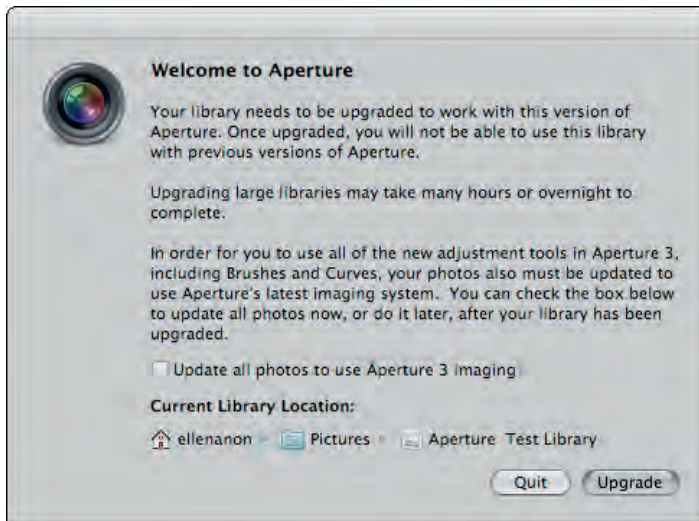 Welcome to Aperture
Your library needs to be upgraded to work with this version of
Aperture. Once upgraded, you will not be able to use this library
with previous versions of Aperture.
Upgrading large libraries may take many hours or overnight to
complete.
In order for you to use all of the new adjustment tools in Aperture 3,
including Brushes and Curves, your photos also must be updated to
use Aperture's latest imaging system. You can check the box below
to update all photos now, or do it later, after your library has been
upgraded.
Update all photos to use Aperture 3 imaging
Current Library Location:
ellenanon Pictures Aperture Test Library
Quit Upgrade